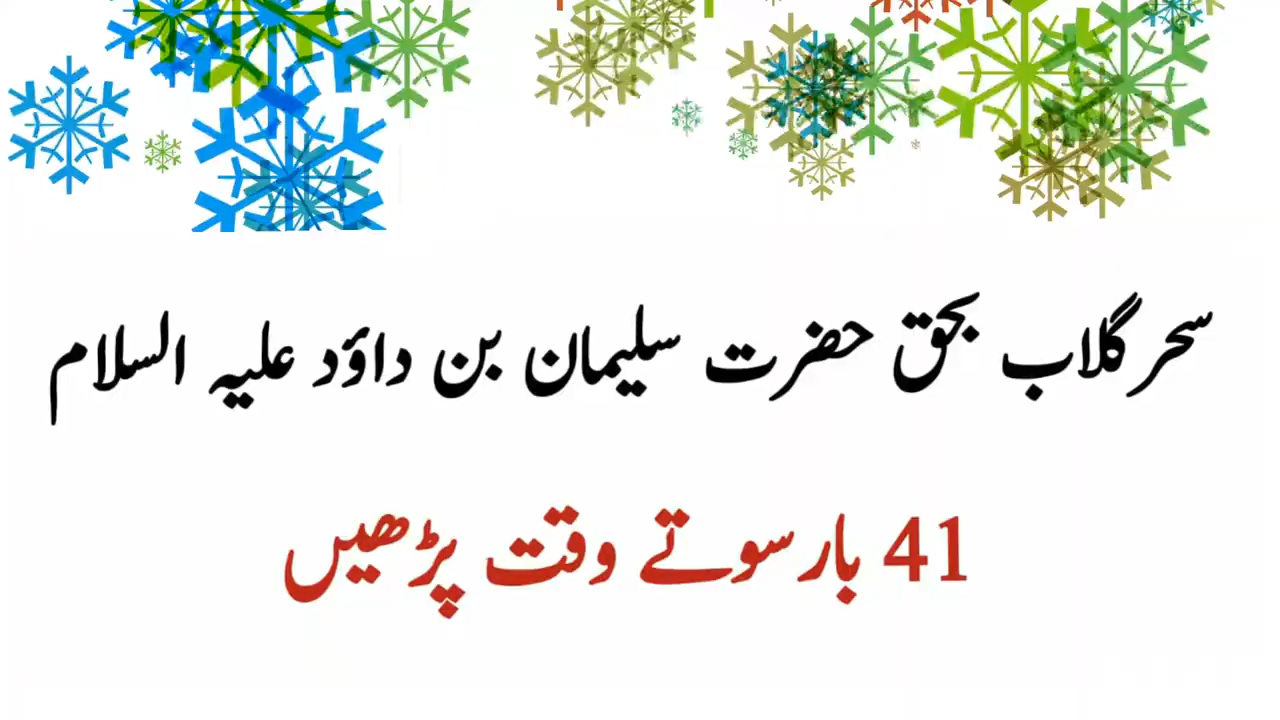 سحر گلاب بحق حضرت سلیمان بن داؤد علیہ السلام
41 بار سوتے وقت پڑھیں